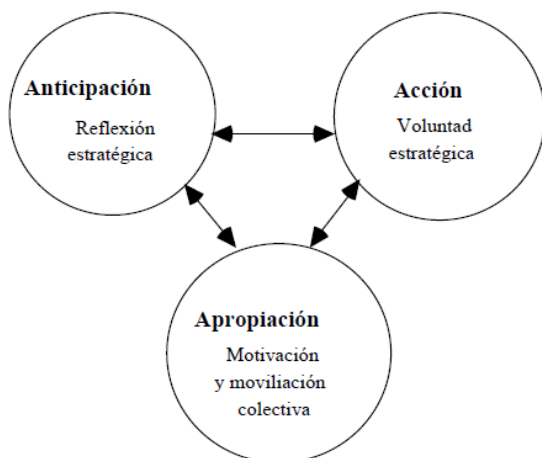 Anticipación
Reflexión
estratégica
Acción
Voluntad
estratégica
Apropiación
Motivación
y moviliación
colectiva